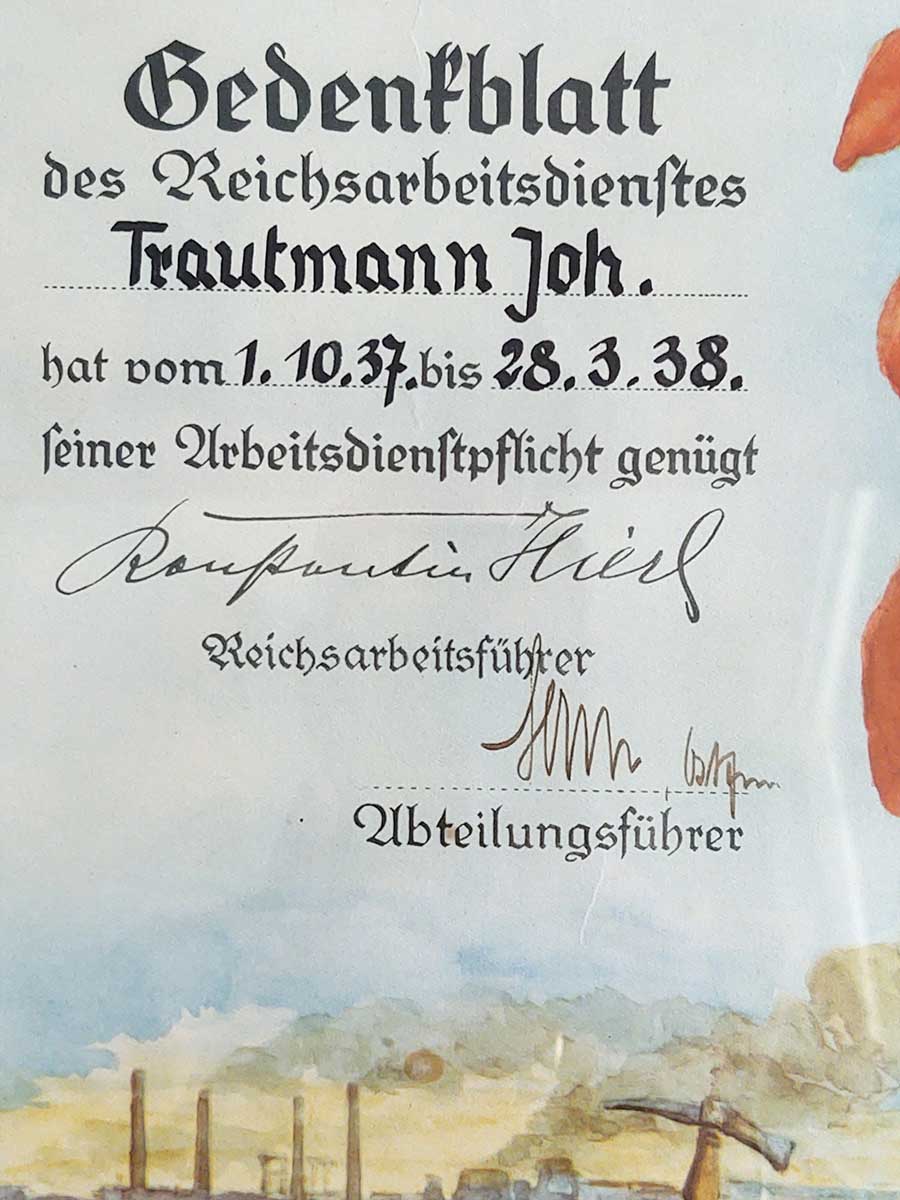 Gedenkblatt
des Reichsarbeitsdienstes
Trautmann Joh.
hat vom 1. 10. 37. bis 28. 3. 38.
seiner Arbeitsdienstpflicht genügt
Konstantin Hierl
Reichsarbeitsführer
Abteilungsführer